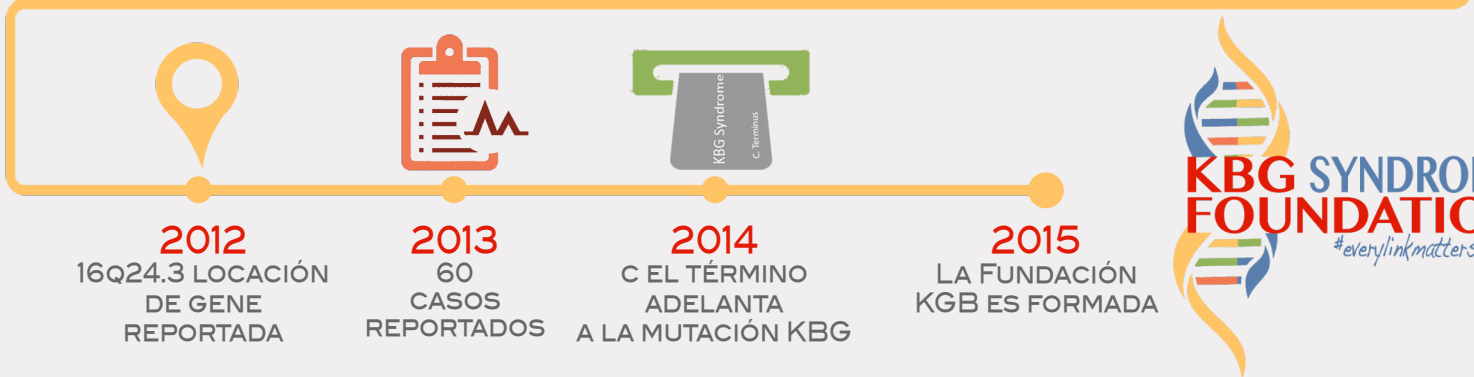 KBG Syndrome
C. Terminus
2012
16Q24.3 LOCACIÓN
DE GENE
REPORTADA
2013
60
CASOS
REPORTADOS
2014
C EL TÉRMINO
ADELANTA
A LA MUTACIÓN KBG
2015
LA FUNDACIÓN
KGB ES FORMADA
KBG SYNDRO
FOUNDATIO
#everylinkmatters